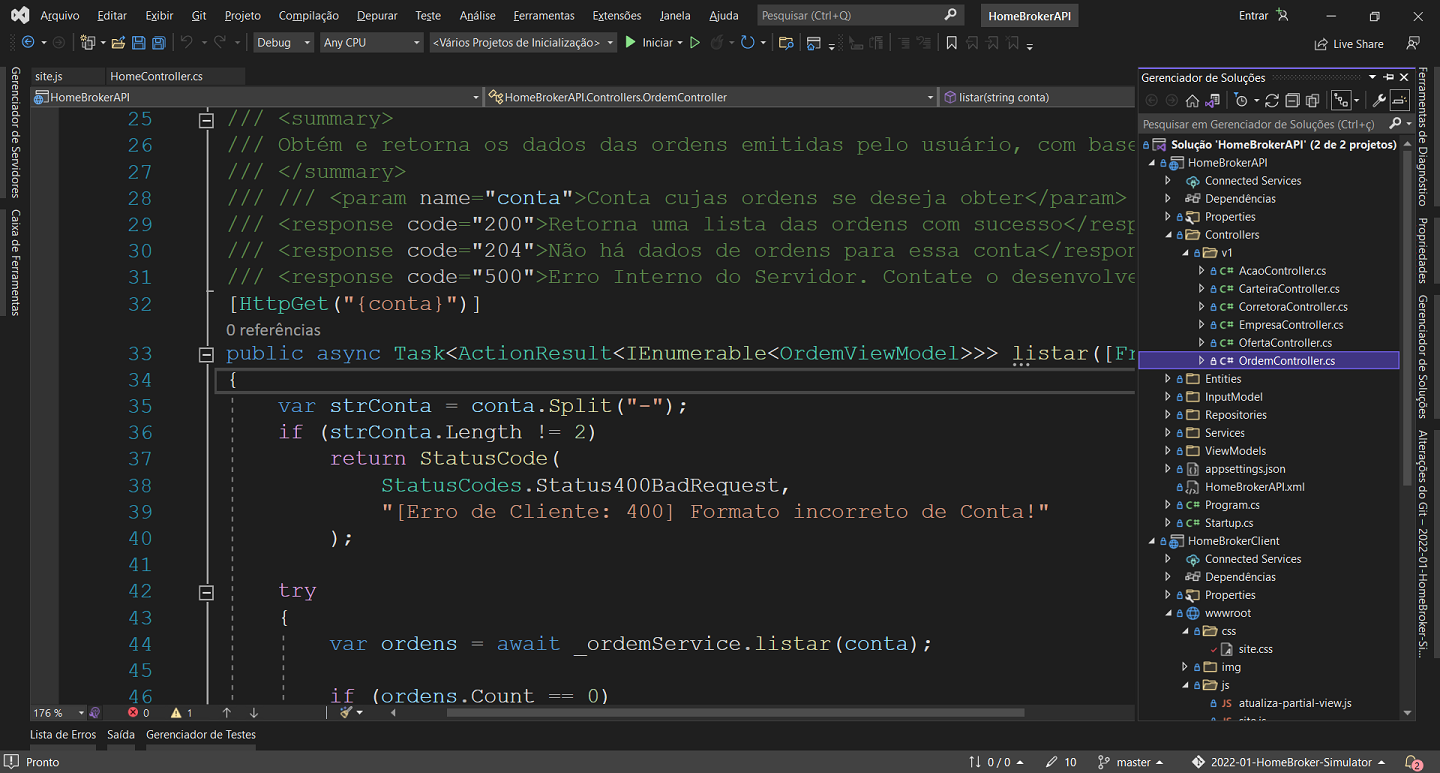 Arquivo Editar Exibir Git Projeto Compilação Depurar Teste Análise Ferramentas Extensões Janela Ajuda Pesquisar (Ctrl+Q) HomeBrokerAPI Entrar
Debug Any CPU <Vários Projetos de Inicialização> Iniciar Live Share
Gerenciador de Servidores
Caixa de Ferramentas
site.js HomeController.cs
HomeBrokerAPI HomeBrokerAPI.Controllers.OrdemController listar(string conta)
25 /// <summary>
26 /// Obtém e retorna os dados das ordens emitidas pelo usuário, com base
27 /// </summary>
28 /// /// <param name="conta">Conta cujas ordens se deseja obter</param>
29 /// <response code="200">Retorna uma lista das ordens com sucesso</resp
30 /// <response code="204">Não há dados de ordens para essa conta</respon
31 /// <response code="500">Erro Interno do Servidor. Contate o desenvolve
32 [HttpGet("{conta}")]
0 referências
33 public async Task<ActionResult<IEnumerable<OrdemViewModel>>> listar([Fr
34 {
35 var strConta = conta.Split("-");
36 if (strConta.Length != 2)
37 return StatusCode(
38 StatusCodes.Status400BadRequest,
39 "[Erro de Cliente: 400] Formato incorreto de Conta!"
40 );
41
42 try
43 {
44 var ordens = await _ordemService.listar(conta);
45
46 if (ordens.Count == 0)
176 % 0 1
Lista de Erros Saída Gerenciador de Testes
Gerenciador de Soluções
Pesquisar em Gerenciador de Soluções (Ctrl+ç)
Solução 'HomeBrokerAPI' (2 de 2 projetos)
HomeBrokerAPI
Connected Services
Dependências
Properties
Controllers
v1
C# AcaoController.cs
C# CarteiraController.cs
C# CorretoraController.cs
C# EmpresaController.cs
C# OfertaController.cs
C# OrdemController.cs
Entities
InputModel
Repositories
Services
ViewModels
appsettings.json
HomeBrokerAPI.xml
C# Program.cs
C# Startup.cs
HomeBrokerClient
Connected Services
Dependências
Properties
wwwroot
css
site.css
img
js
JS atualiza-partial-view.js
JS site.js
Ferramentas de Diagnóstico
Propriedades
Gerenciador de Soluções
Alterações do Git – 2022-01-HomeBroker-Si...
Pronto 0 / 0 10 master 2022-01-HomeBroker-Simulator 2